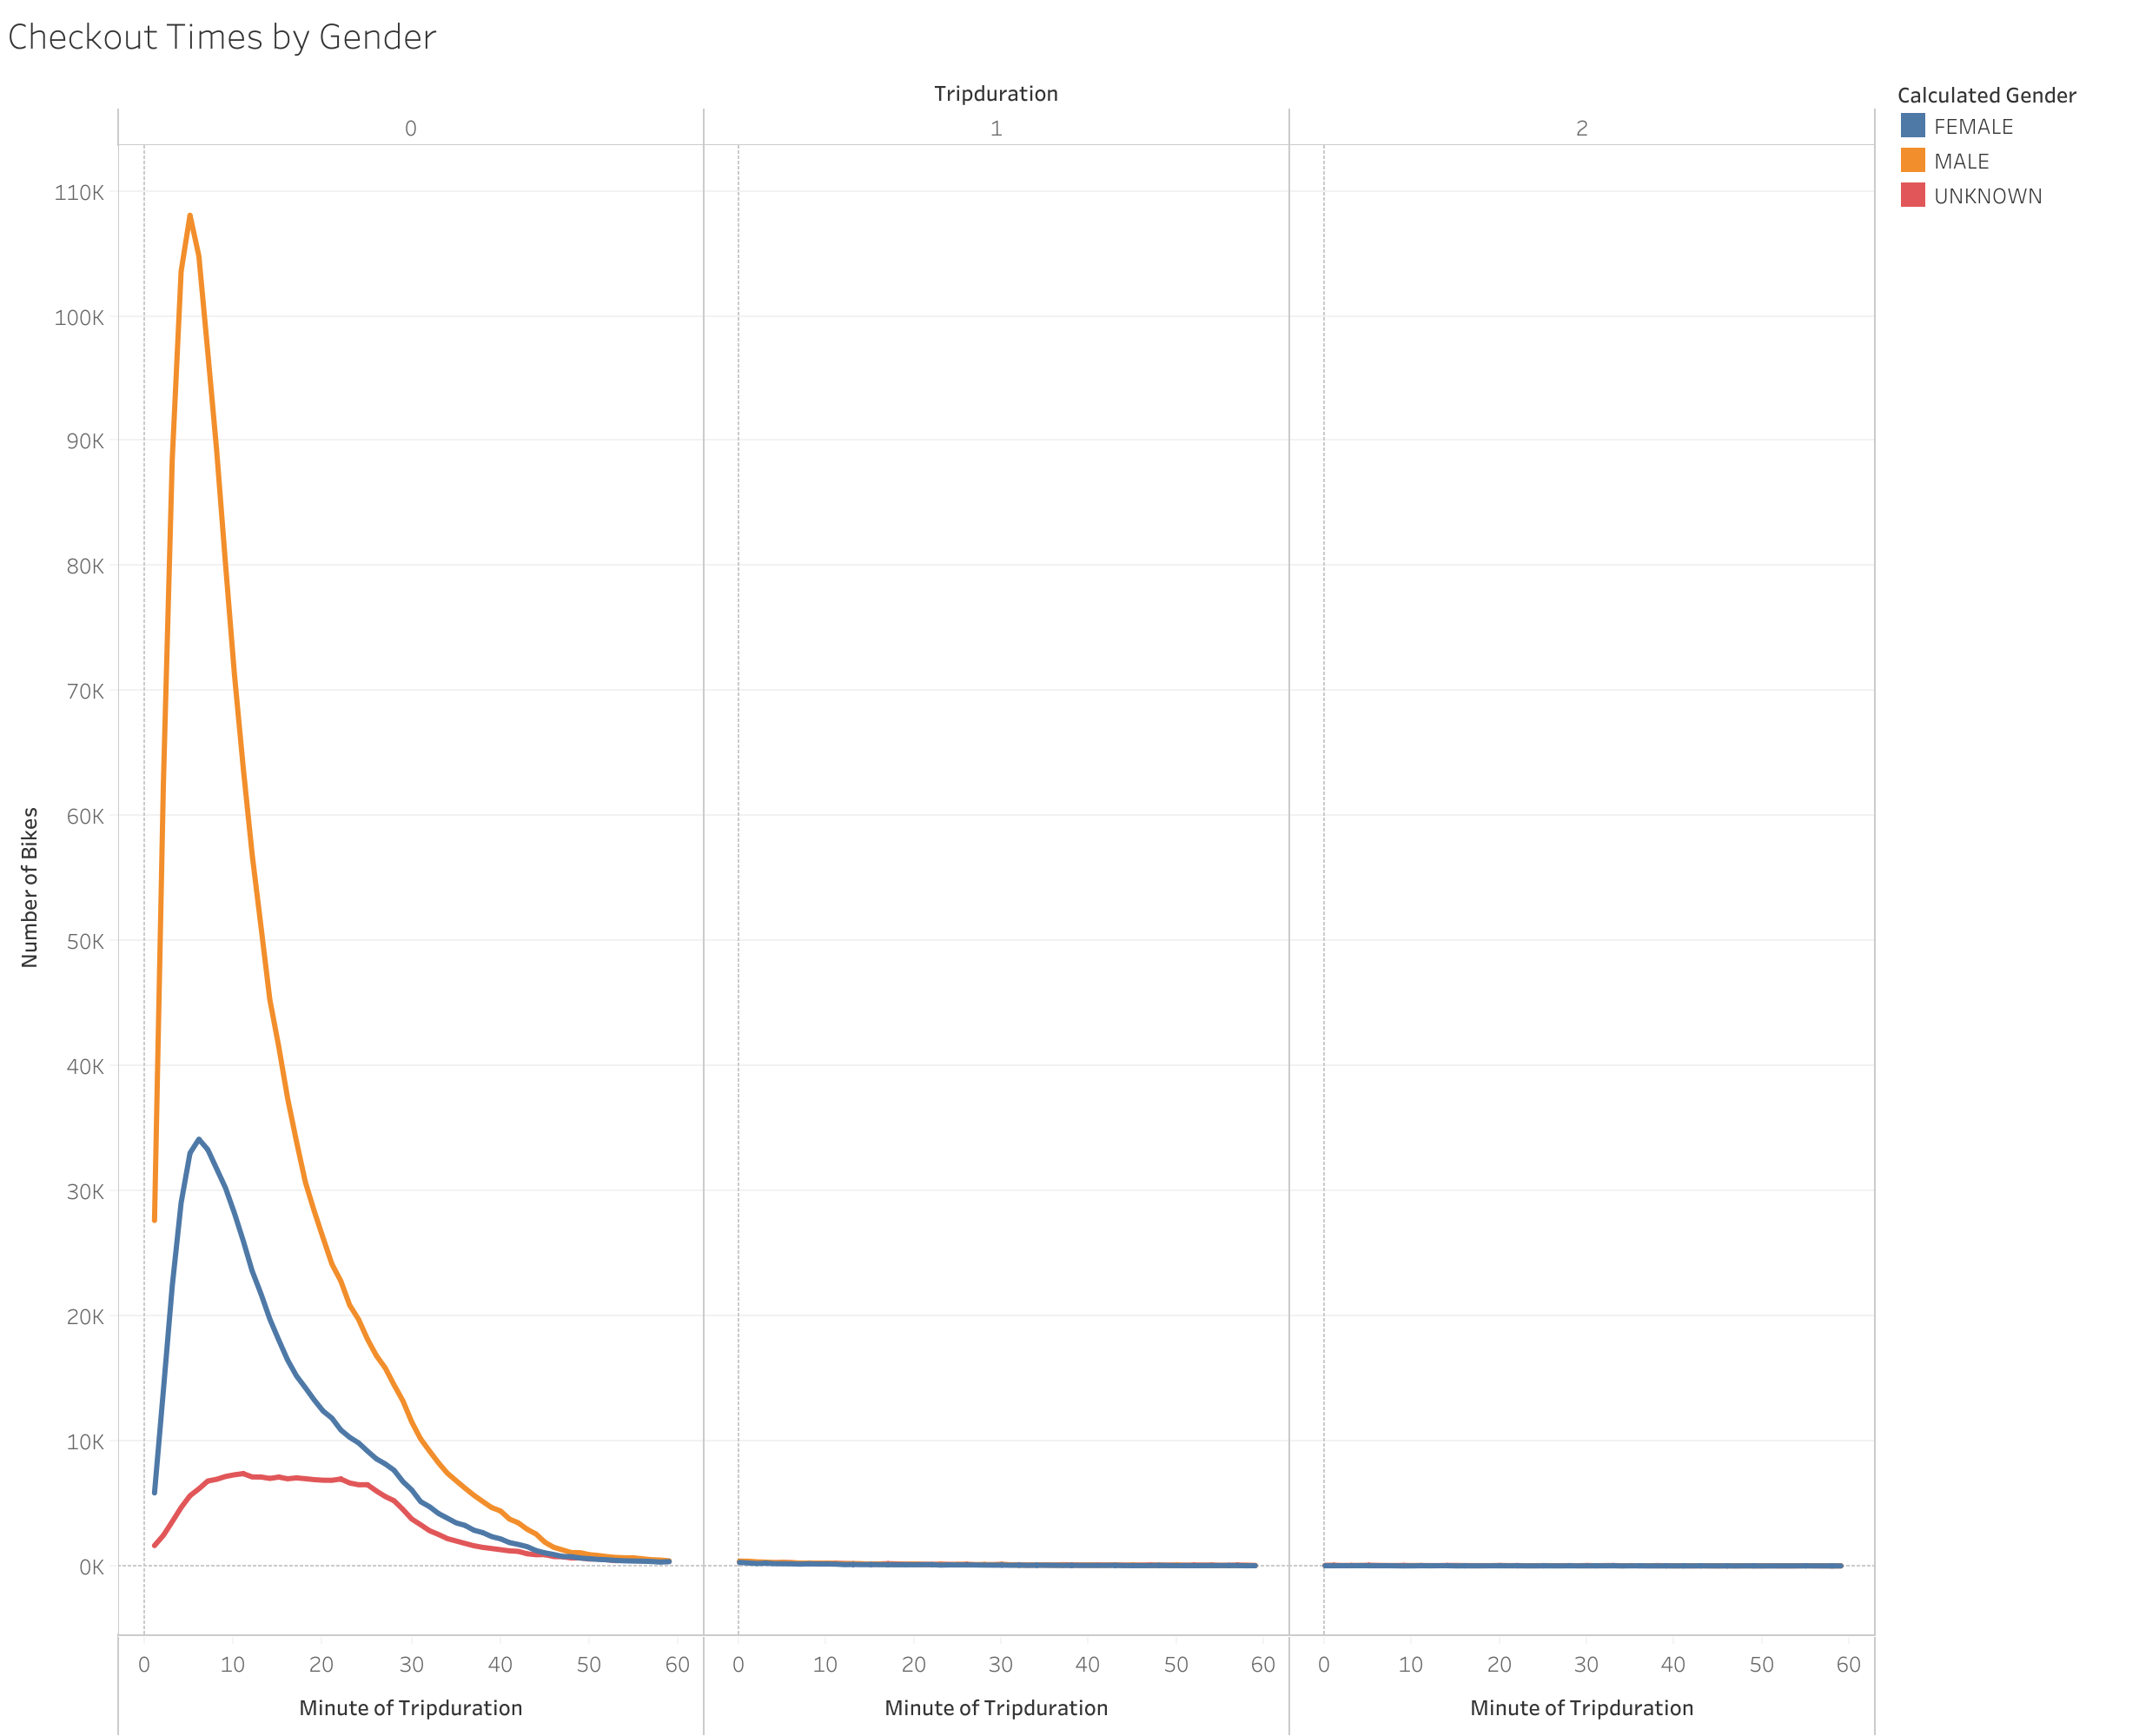 Checkout Times by Gender
Tripduration
0 1 2
Calculated Gender
FEMALE
MALE
UNKNOWN
Number of Bikes
110K
100K
90K
80K
70K
60K
50K
40K
30K
20K
10K
0K
0 10 20 30 40 50 60 0 10 20 30 40 50 60 0 10 20 30 40 50 60
Minute of Tripduration Minute of Tripduration Minute of Tripduration